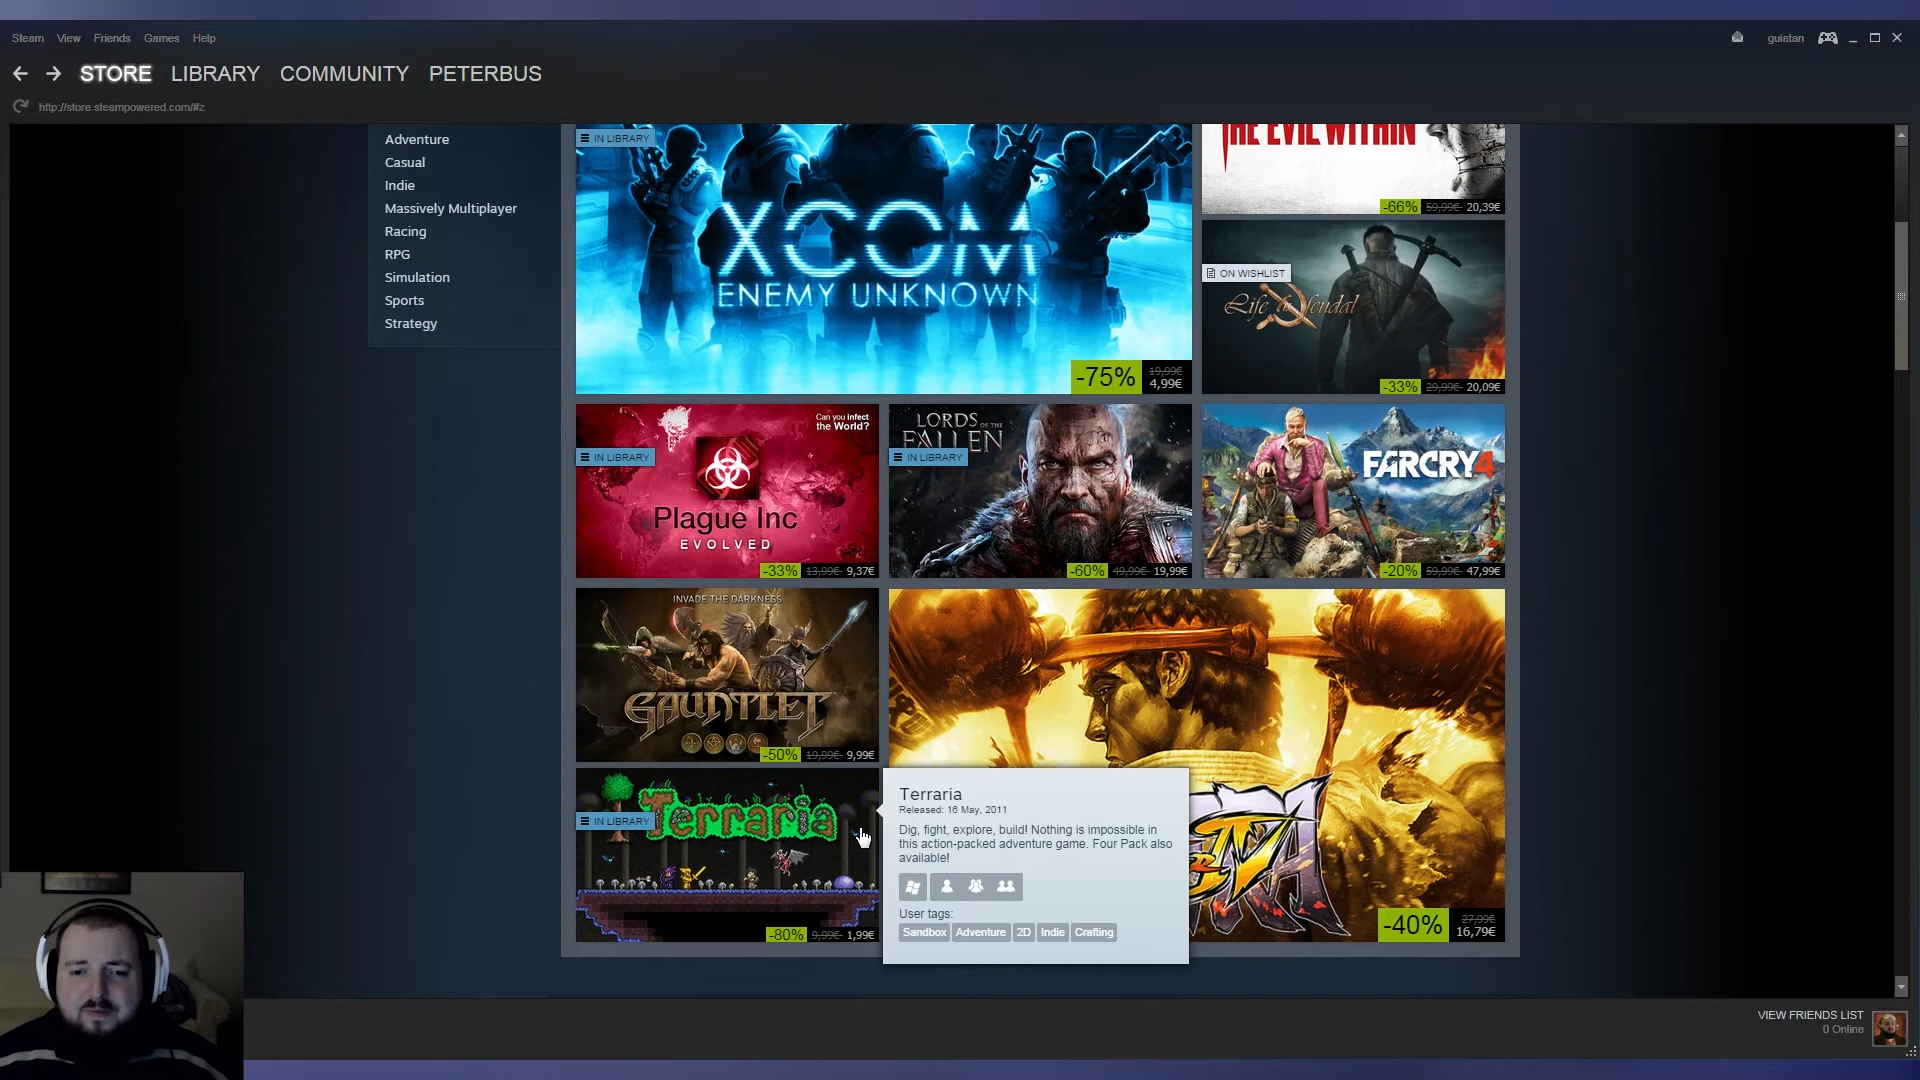 Steam View Friends Games Help
guiatan
STORE LIBRARY COMMUNITY PETERBUS
http://store.steampowered.com/#z
Adventure
Casual
Indie
Massively Multiplayer
Racing
RPG
Simulation
Sports
Strategy
IN LIBRARY
XCOM
ENEMY UNKNOWN
-75% 19,99€
4,99€
THE EVIL WITHIN
-66% 59,99€ 20,39€
ON WISHLIST
Life is feudal
-33% 29,99€ 20,09€
Can you infect
the World?
IN LIBRARY
Plague Inc
EVOLVED
-33% 13,99€ 9,37€
LORDS OF THE
FALLEN
IN LIBRARY
-60% 49,99€ 19,99€
FARCRY 4
-20% 59,99€ 47,99€
INVADE THE DARKNESS
GAUNTLET
-50% 19,99€ 9,99€
Terraria
IN LIBRARY
-80% 9,99€ 1,99€
Terraria
Released: 16 May, 2011
Dig, fight, explore, build! Nothing is impossible in
this action-packed adventure game. Four Pack also
available!
User tags:
Sandbox Adventure 2D Indie Crafting
-40% 27,99€
16,79€
VIEW FRIENDS LIST
0 Online